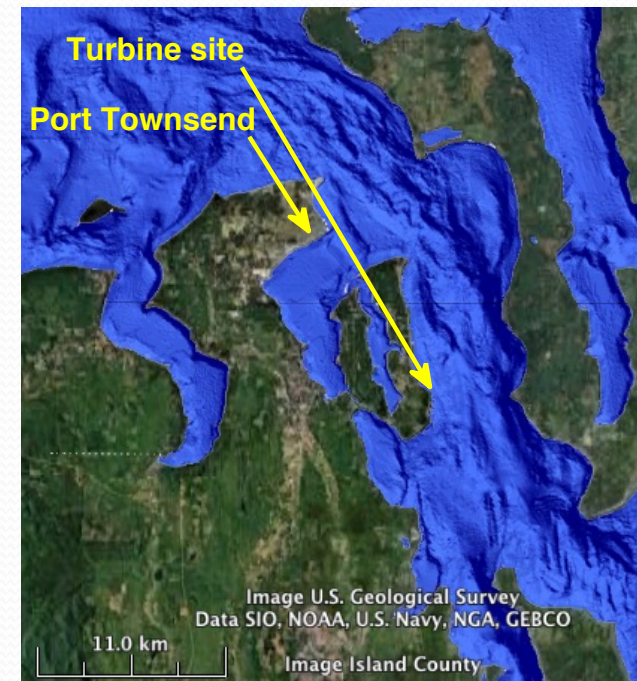 Turbine site
Port Townsend
Image U.S. Geological Survey
Data SIO, NOAA, U.S. Navy, NGA, GEBCO
11.0 km
Image Island County